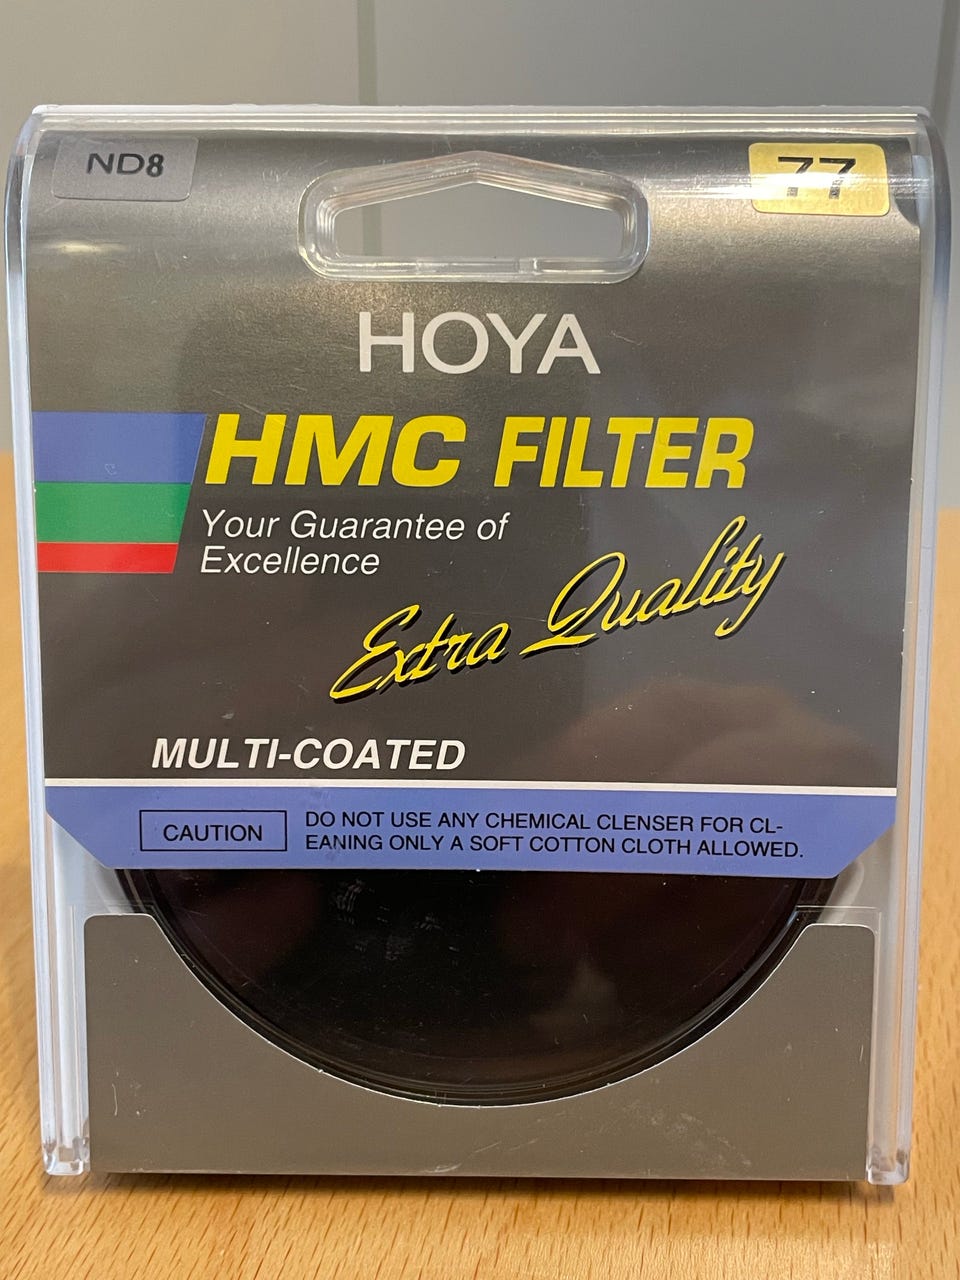 ND8
77
HOYA
HMC FILTER
Your Guarantee of
Excellence
Extra Quality
MULTI-COATED
CAUTION
DO NOT USE ANY CHEMICAL CLENSER FOR CL-
EANING ONLY A SOFT COTTON CLOTH ALLOWED.